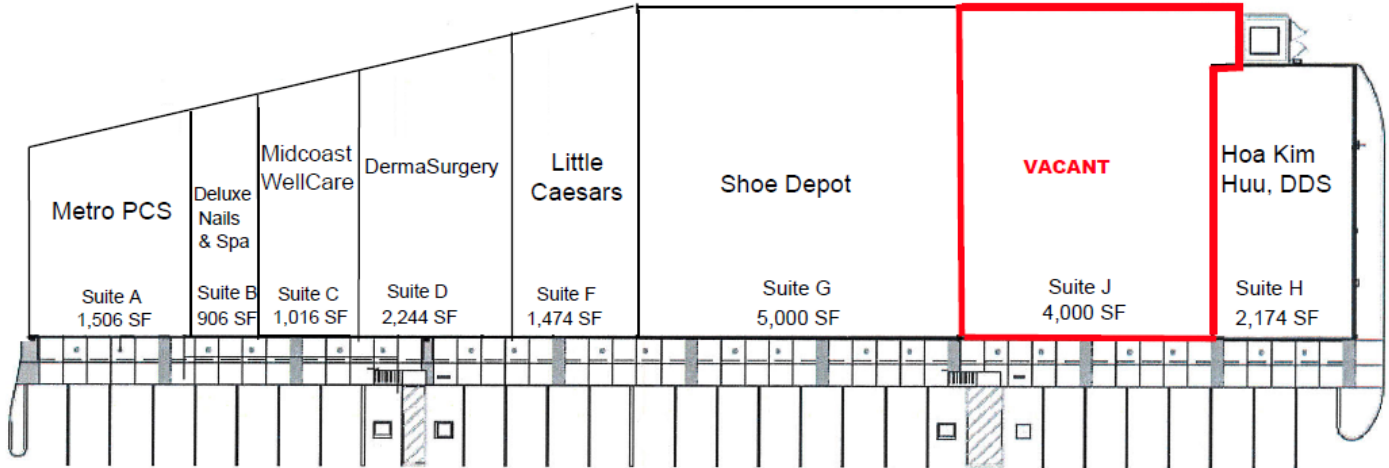 Metro PCS
Suite A
1,506 SF
Deluxe
Nails
& Spa
Suite B
906 SF
Midcoast
WellCare
Suite C
1,016 SF
DermaSurgery
Suite D
2,244 SF
Little
Caesars
Suite F
1,474 SF
Shoe Depot
Suite G
5,000 SF
VACANT
Suite J
4,000 SF
Hoa Kim
Huu, DDS
Suite H
2,174 SF